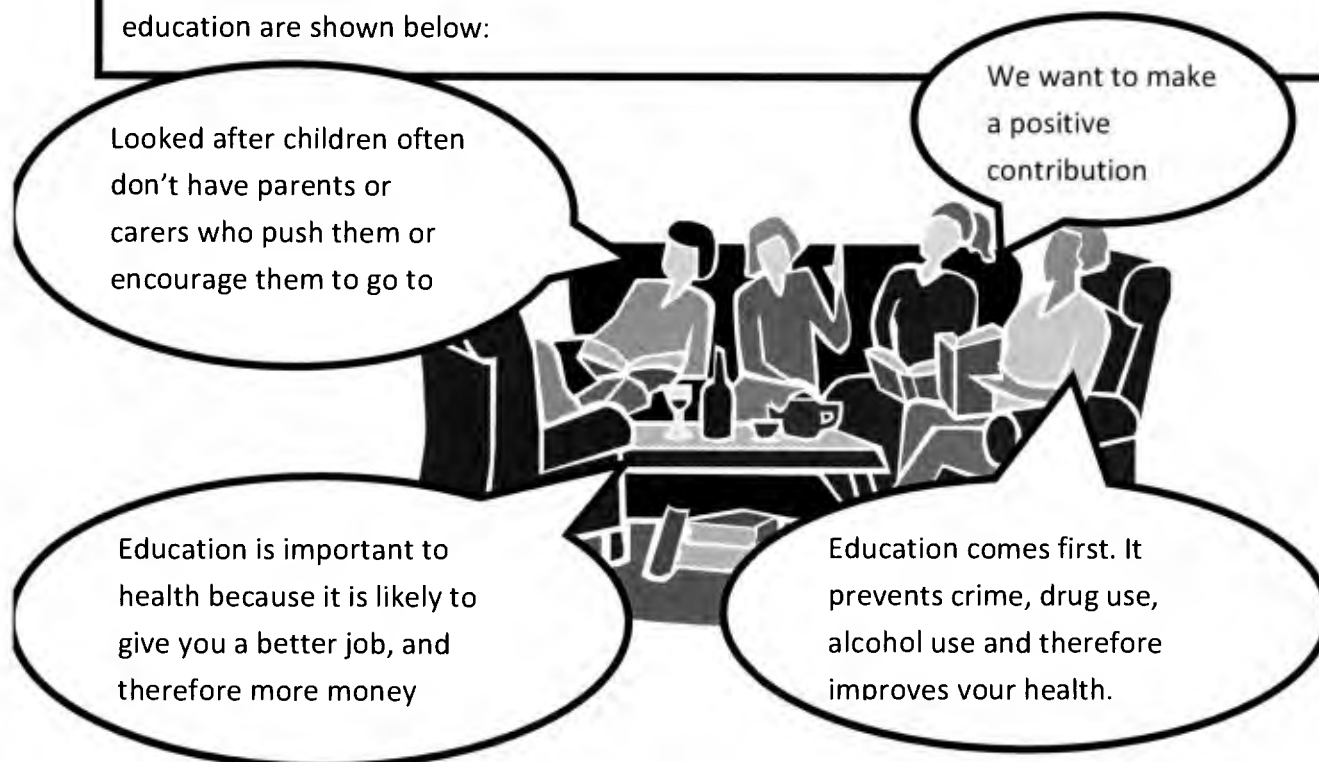 education are shown below:
Looked after children often
don't have parents or
carers who push them or
encourage them to go to
We want to make
a positive
contribution
Education is important to
health because it is likely to
give you a better job, and
therefore more money
Education comes first. It
prevents crime, drug use,
alcohol use and therefore
improves your health.